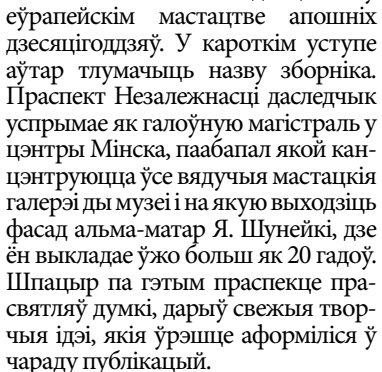 еўрапейскім мастацтве апошніх
дзесяцігоддзяў. У кароткім уступе
аўтар тлумачыць назву зборніка.
Праспект Незалежнасці даследчык
успрымае як галоўную магістраль у
цэнтры Мінска, паабапал якой кан-
цэнтруюцца ўсе вядучыя мастацкія
галерэі ды музеі і на якую выходзіць
фасад альма-матар Я. Шунейкі, дзе
ён выкладае ўжо больш як 20 гадоў.
Шпацыр па гэтым праспекце пра-
святляў думкі, дарыў свежыя твор-
чыя ідэі, якія ўрэшце аформіліся ў
чараду публікацый.